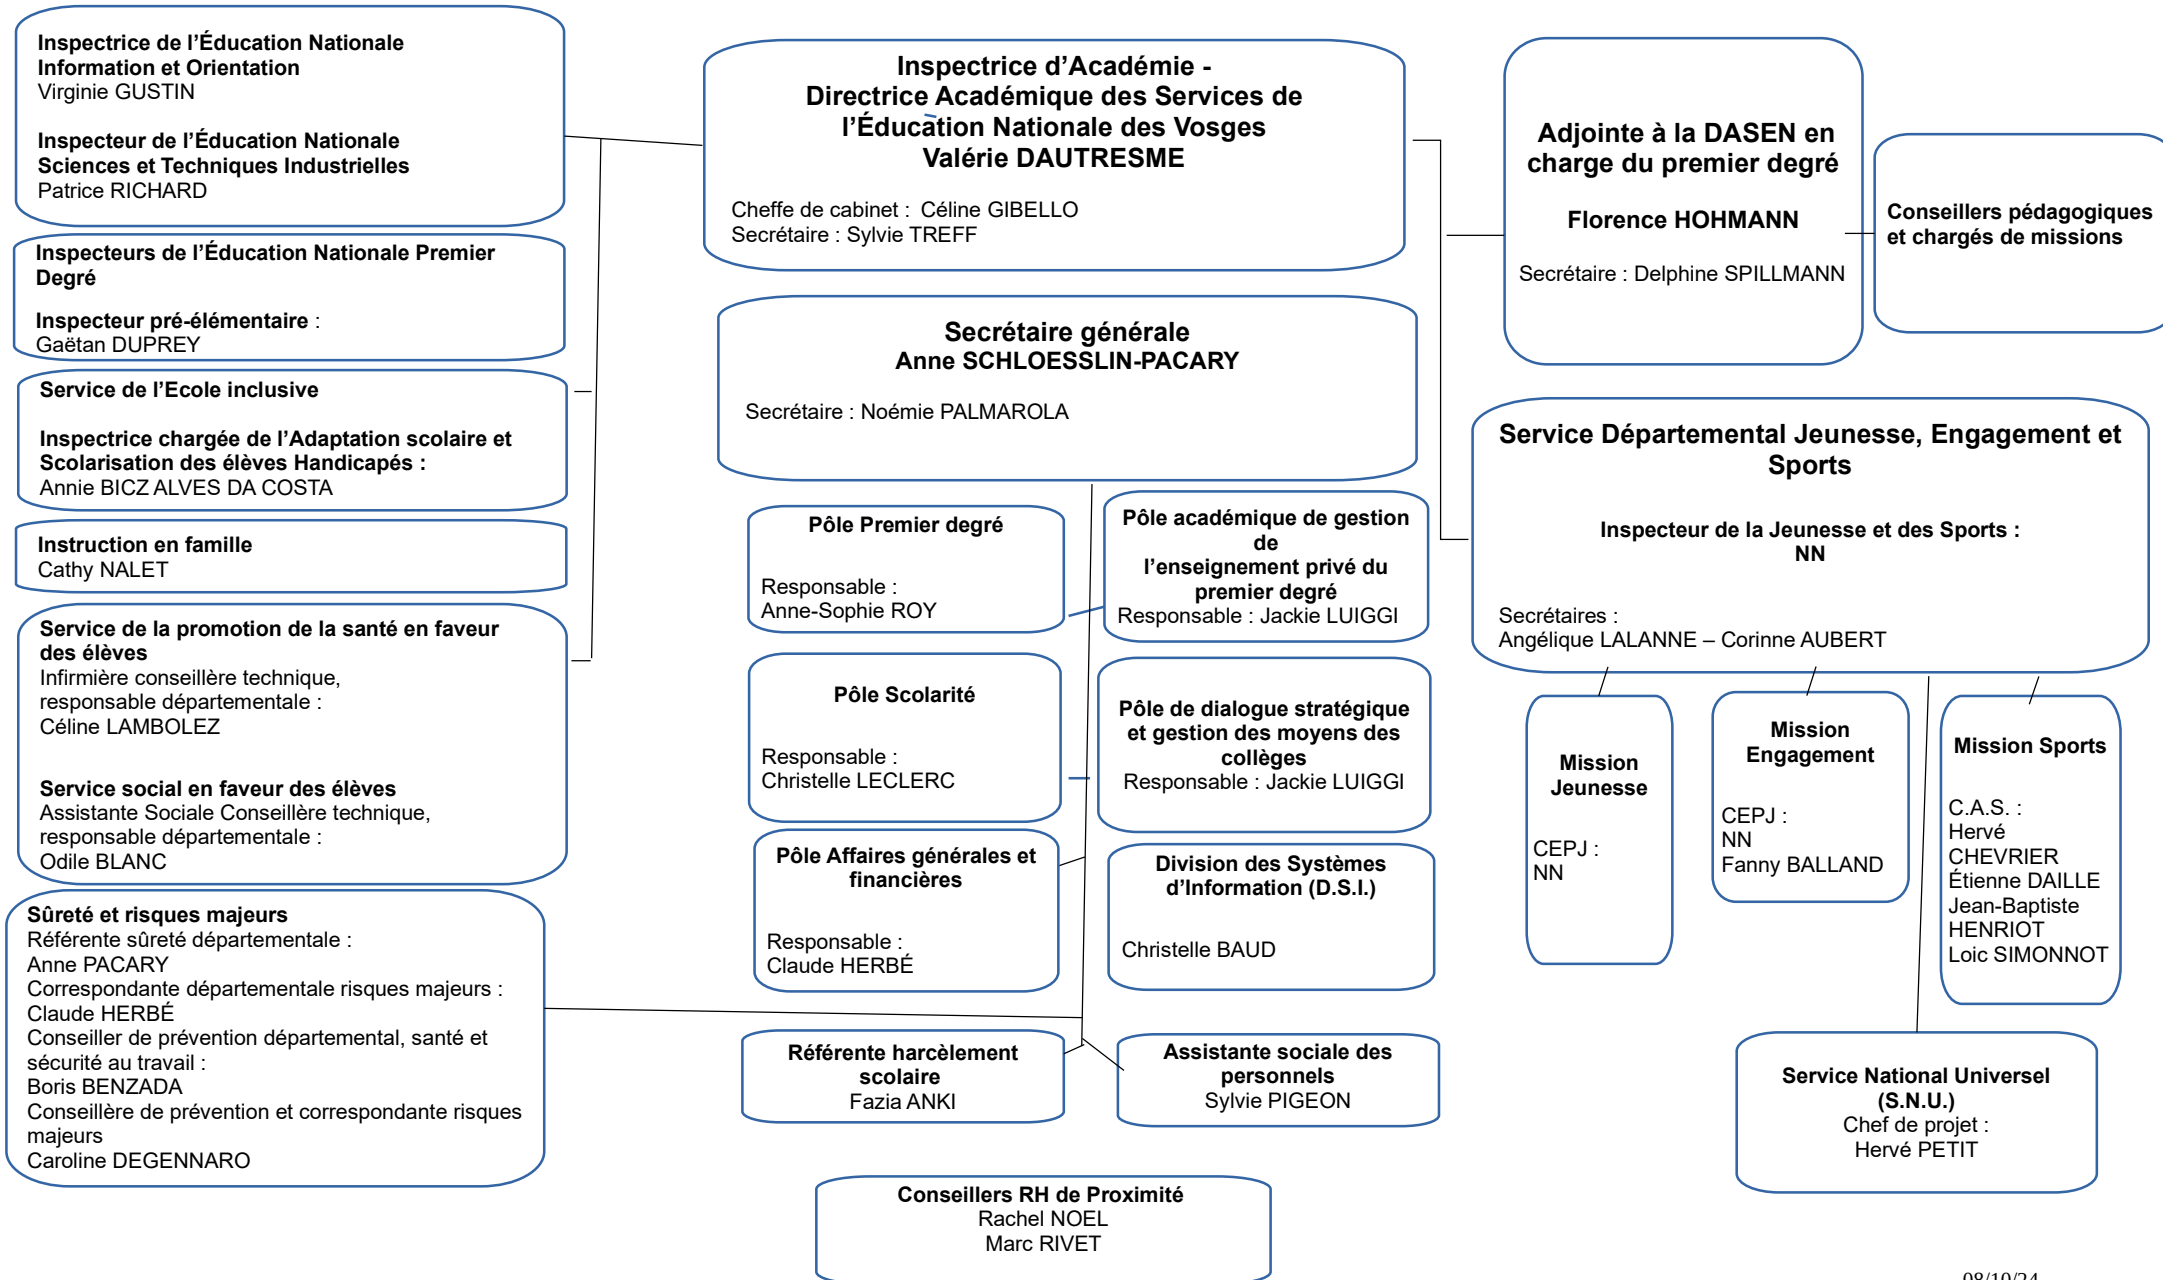 Inspectrice de l’Éducation Nationale
Information et Orientation
Virginie GUSTIN
Inspecteur de l’Éducation Nationale
Sciences et Techniques Industrielles
Patrice RICHARD
Inspecteurs de l’Éducation Nationale Premier
Degré
Inspecteur pré-élémentaire :
Gaëtan DUPREY
Service de l’Ecole inclusive
Inspectrice chargée de l’Adaptation scolaire et
Scolarisation des élèves Handicapés :
Annie BICZ ALVES DA COSTA
Instruction en famille
Cathy NALET
Service de la promotion de la santé en faveur
des élèves
Infirmière conseillère technique,
responsable départementale :
Céline LAMBOLEZ
Service social en faveur des élèves
Assistante Sociale Conseillère technique,
responsable départementale :
Odile BLANC
Sûreté et risques majeurs
Référente sûreté départementale :
Anne PACARY
Correspondante départementale risques majeurs :
Claude HERBÉ
Conseiller de prévention départemental, santé et
sécurité au travail :
Boris BENZADA
Conseillère de prévention et correspondante risques
majeurs
Caroline DEGENNARO
Inspectrice d’Académie -
Directrice Académique des Services de
l’Éducation Nationale des Vosges
Valérie DAUTRESME
Cheffe de cabinet : Céline GIBELLO
Secrétaire : Sylvie TREFF
Secrétaire générale
Anne SCHLOESSLIN-PACARY
Secrétaire : Noémie PALMAROLA
Pôle Premier degré
Responsable :
Anne-Sophie ROY
Pôle académique de gestion
de
l’enseignement privé du
premier degré
Responsable : Jackie LUIGGI
Pôle Scolarité
Responsable :
Christelle LECLERC
Pôle de dialogue stratégique
et gestion des moyens des
collèges
Responsable : Jackie LUIGGI
Pôle Affaires générales et
financières
Responsable :
Claude HERBÉ
Division des Systèmes
d’Information (D.S.I.)
Christelle BAUD
Référente harcèlement
scolaire
Fazia ANKI
Assistante sociale des
personnels
Sylvie PIGEON
Conseillers RH de Proximité
Rachel NOEL
Marc RIVET
Adjointe à la DASEN en
charge du premier degré
Florence HOHMANN
Secrétaire : Delphine SPILLMANN
Conseillers pédagogiques
et chargés de missions
Service Départemental Jeunesse, Engagement et
Sports
Inspecteur de la Jeunesse et des Sports :
NN
Secrétaires :
Angélique LALANNE – Corinne AUBERT
Mission
Jeunesse
CEPJ :
NN
Mission
Engagement
CEPJ :
NN
Fanny BALLAND
Mission Sports
C.A.S. :
Hervé
CHEVRIER
Étienne DAILLE
Jean-Baptiste
HENRIOT
Loic SIMONNOT
Service National Universel
(S.N.U.)
Chef de projet :
Hervé PETIT
08/10/24